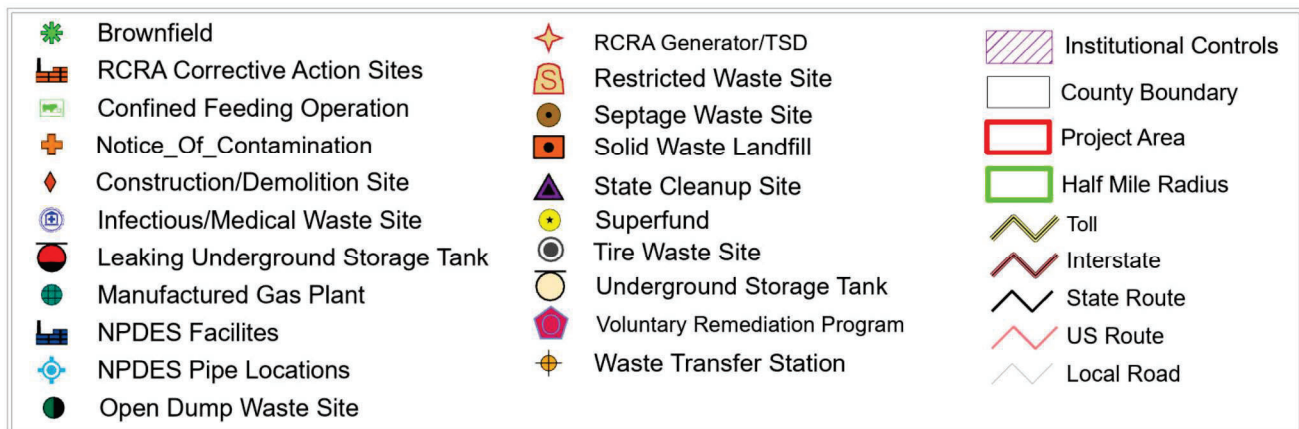 Brownfield
RCRA Corrective Action Sites
Confined Feeding Operation
Notice_Of_Contamination
Construction/Demolition Site
Infectious/Medical Waste Site
Leaking Underground Storage Tank
Manufactured Gas Plant
NPDES Facilites
NPDES Pipe Locations
Open Dump Waste Site
RCRA Generator/TSD
S
Restricted Waste Site
Septage Waste Site
Solid Waste Landfill
State Cleanup Site
Superfund
Tire Waste Site
Underground Storage Tank
Voluntary Remediation Program
Waste Transfer Station
Institutional Controls
County Boundary
Project Area
Half Mile Radius
Toll
Interstate
State Route
US Route
Local Road